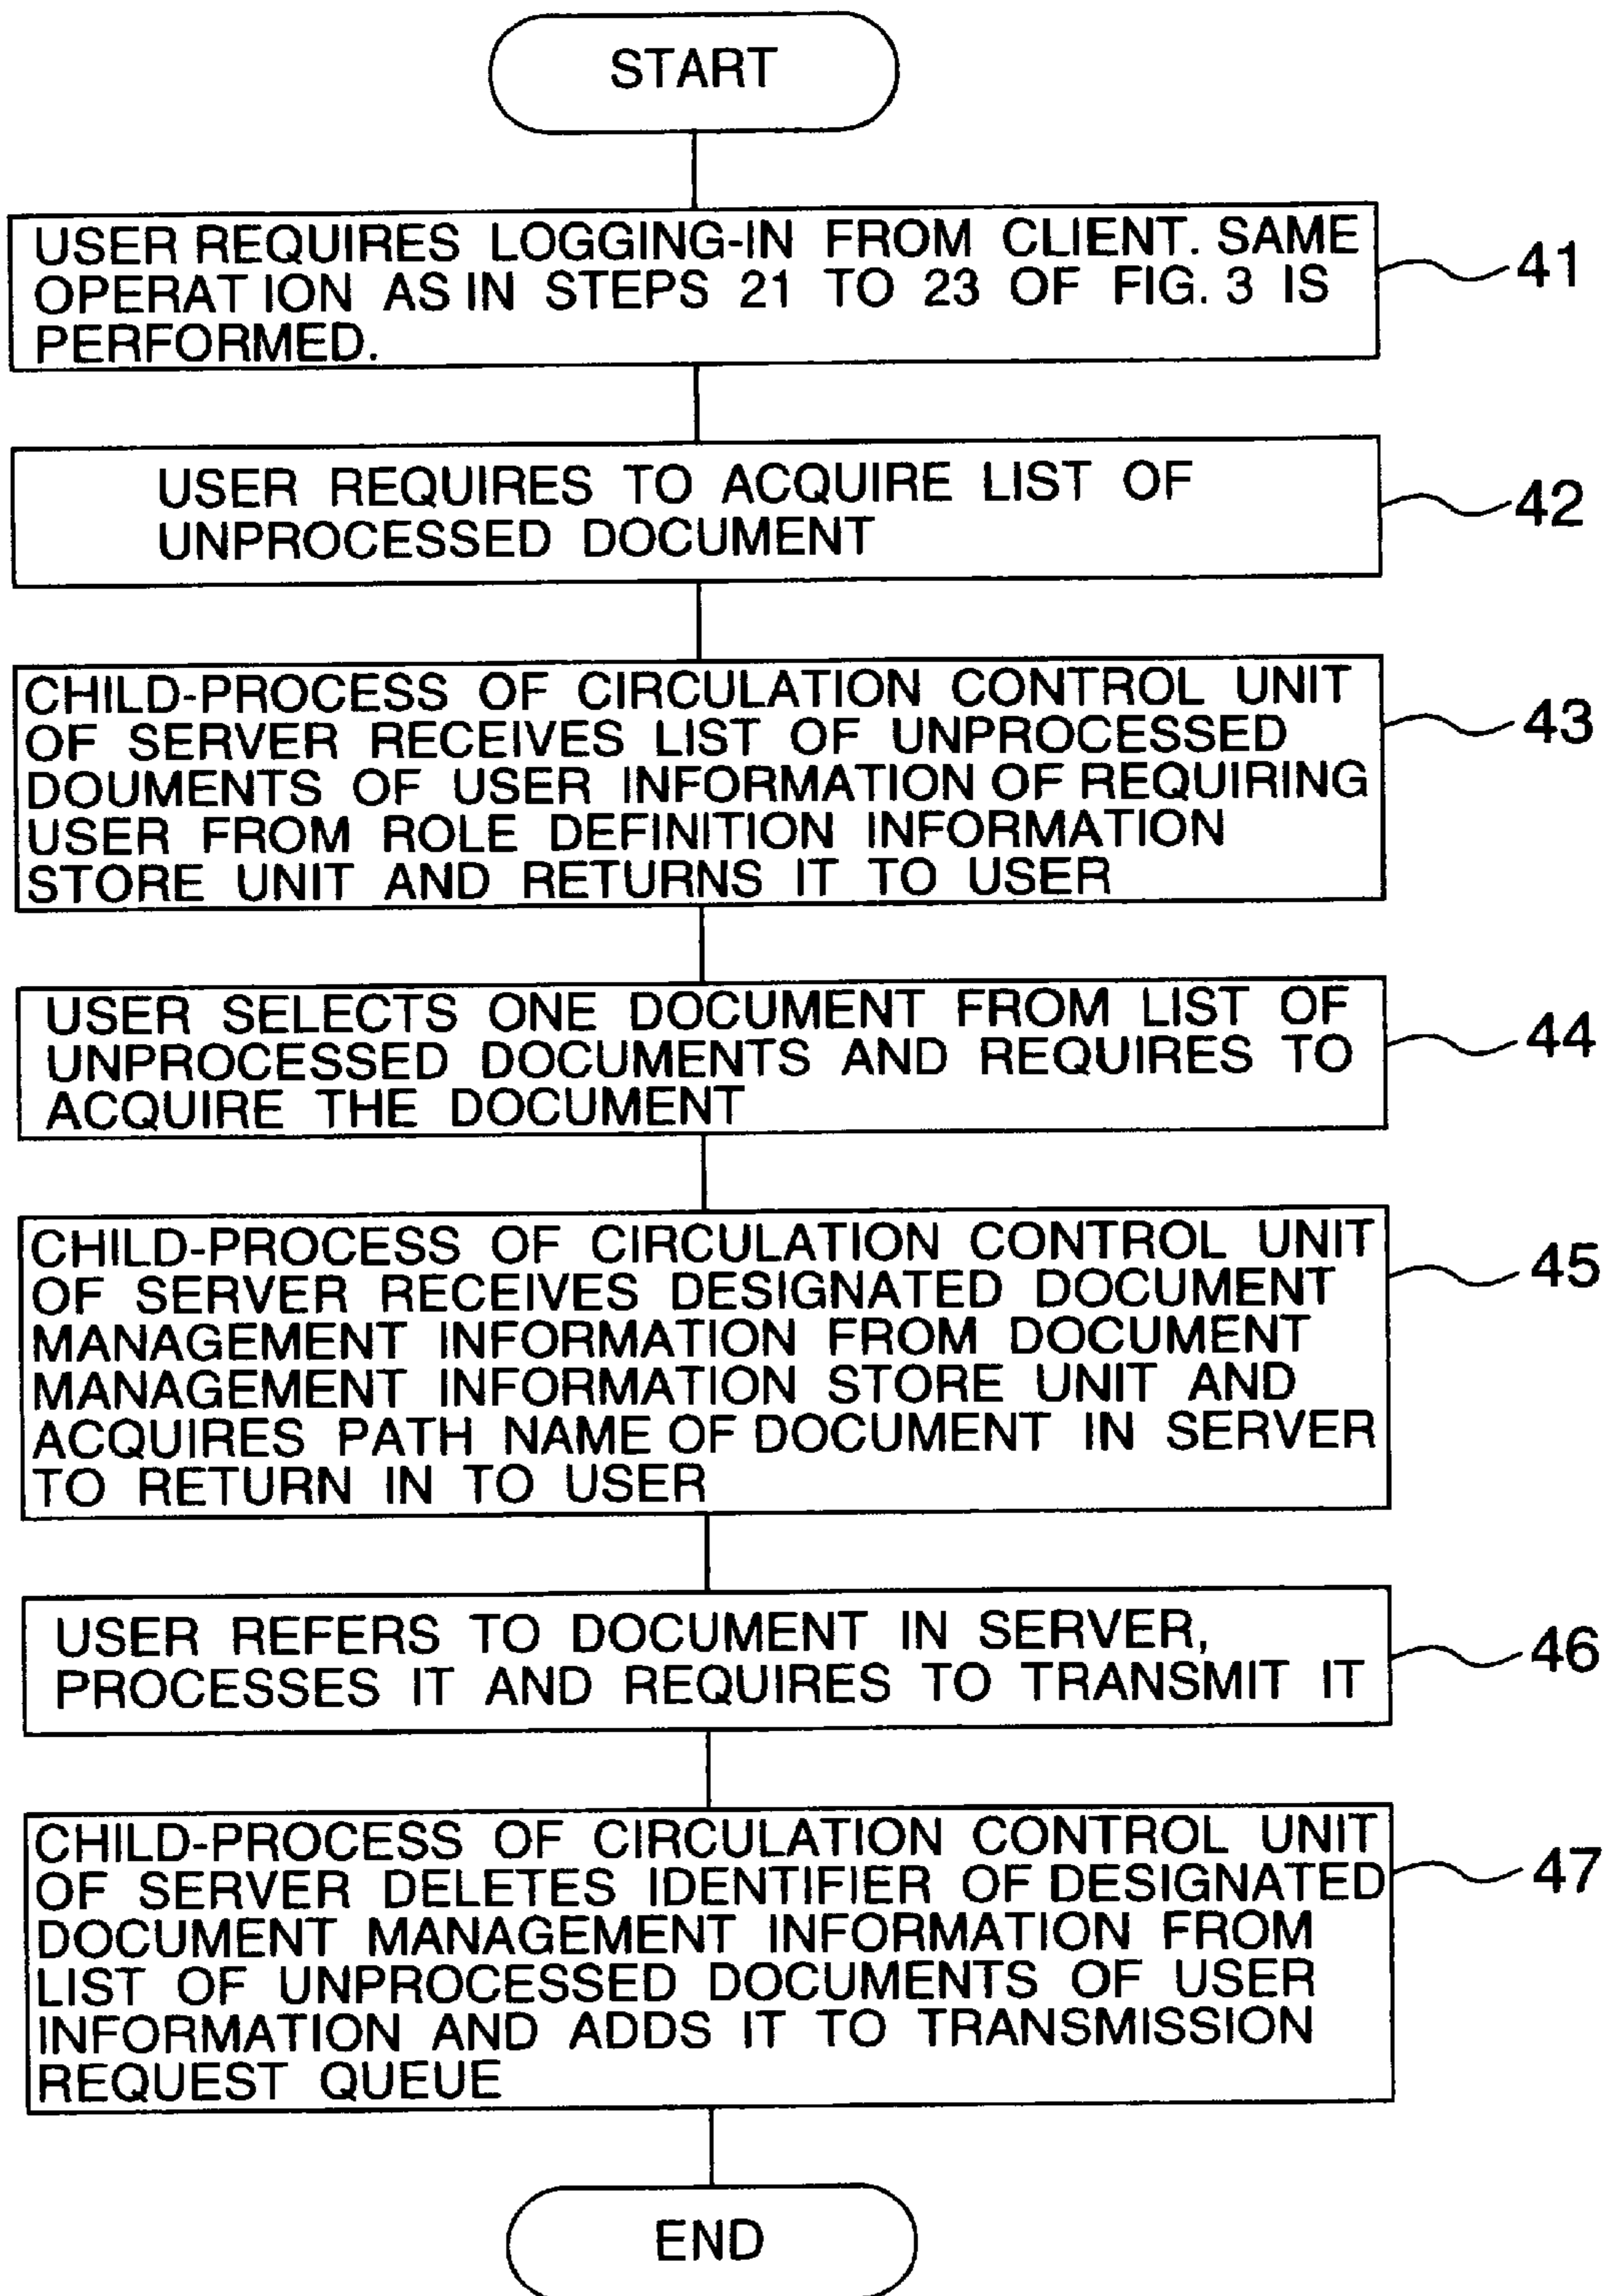 START
USER REQUIRES LOGGING-IN FROM CLIENT. SAME
OPERAT ION AS IN STEPS 21 TO 23 OF FIG. 3 IS
PERFORMED.
41
USER REQUIRES TO ACQUIRE LIST OF
UNPROCESSED DOCUMENT
42
CHILD-PROCESS OF CIRCULATION CONTROL UNIT
OF SERVER RECEIVES LIST OF UNPROCESSED
DOUMENTS OF USER INFORMATION OF REQUIRING
USER FROM ROLE DEFINITION INFORMATION
STORE UNIT AND RETURNS IT TO USER
43
USER SELECTS ONE DOCUMENT FROM LIST OF
UNPROCESSED DOCUMENTS AND REQUIRES TO
ACQUIRE THE DOCUMENT
44
CHILD-PROCESS OF CIRCULATION CONTROL UNIT
OF SERVER RECEIVES DESIGNATED DOCUMENT
MANAGEMENT INFORMATION FROM DOCUMENT
MANAGEMENT INFORMATION STORE UNIT AND
ACQUIRES PATH NAME OF DOCUMENT IN SERVER
TO RETURN IN TO USER
45
USER REFERS TO DOCUMENT IN SERVER,
PROCESSES IT AND REQUIRES TO TRANSMIT IT
46
CHILD-PROCESS OF CIRCULATION CONTROL UNIT
OF SERVER DELETES IDENTIFIER OF DESIGNATED
DOCUMENT MANAGEMENT INFORMATION FROM
LIST OF UNPROCESSED DOCUMENTS OF USER
INFORMATION AND ADDS IT TO TRANSMISSION
REQUEST QUEUE
47
END